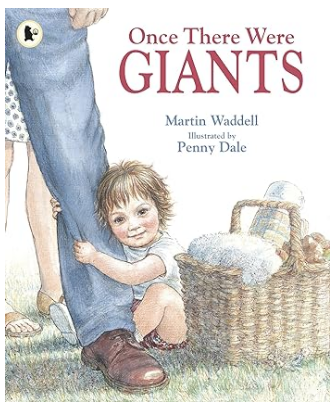 Once There Were
GIANTS
Martin Waddell
Illustrated by
Penny Dale